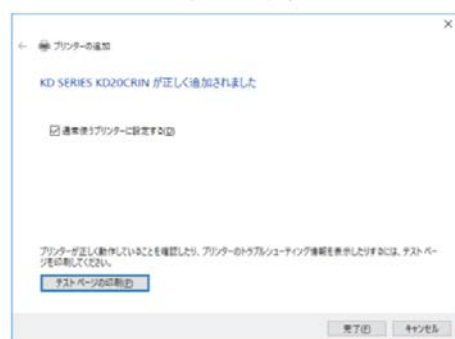 プリンターの追加
KD SERIES KD20CRIN が正しく追加されました
通常使うプリンターに設定する(D)
プリンターが正しく動作していることを確認したり、プリンターのトラブルシューティング情報を表示したりするには、テスト ペー
ジを印刷してください。
テスト ページの印刷(P)
完了(F) キャンセル